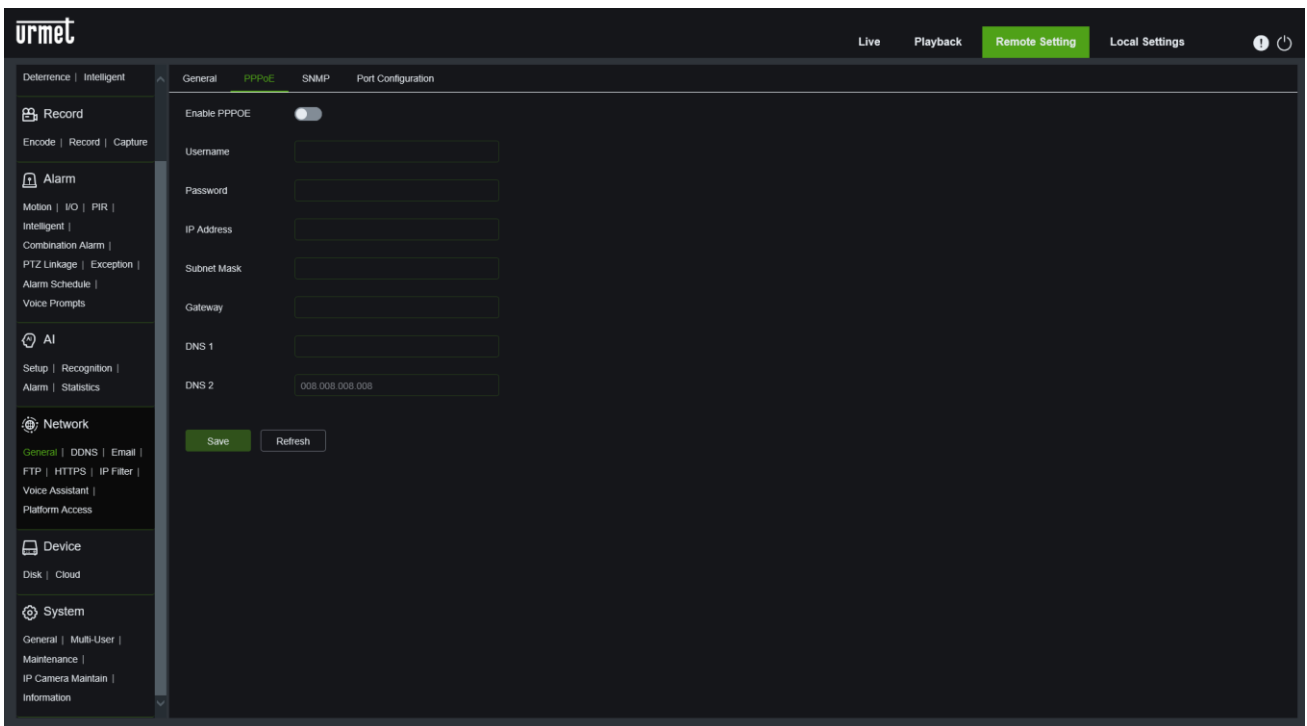 urmet
Live Playback Remote Setting Local Settings
Deterrence | Intelligent
Record
Encode | Record | Capture
Alarm
Motion | I/O | PIR |
Intelligent |
Combination Alarm |
PTZ Linkage | Exception |
Alarm Schedule |
Voice Prompts
AI
Setup | Recognition |
Alarm | Statistics
Network
General | DDNS | Email |
FTP | HTTPS | IP Filter |
Voice Assistant |
Platform Access
Device
Disk | Cloud
System
General | Multi-User |
Maintenance |
IP Camera Maintain |
Information
General PPPoE SNMP Port Configuration
Enable PPPOE
Username
Password
IP Address
Subnet Mask
Gateway
DNS 1
DNS 2 008.008.008.008
Save Refresh